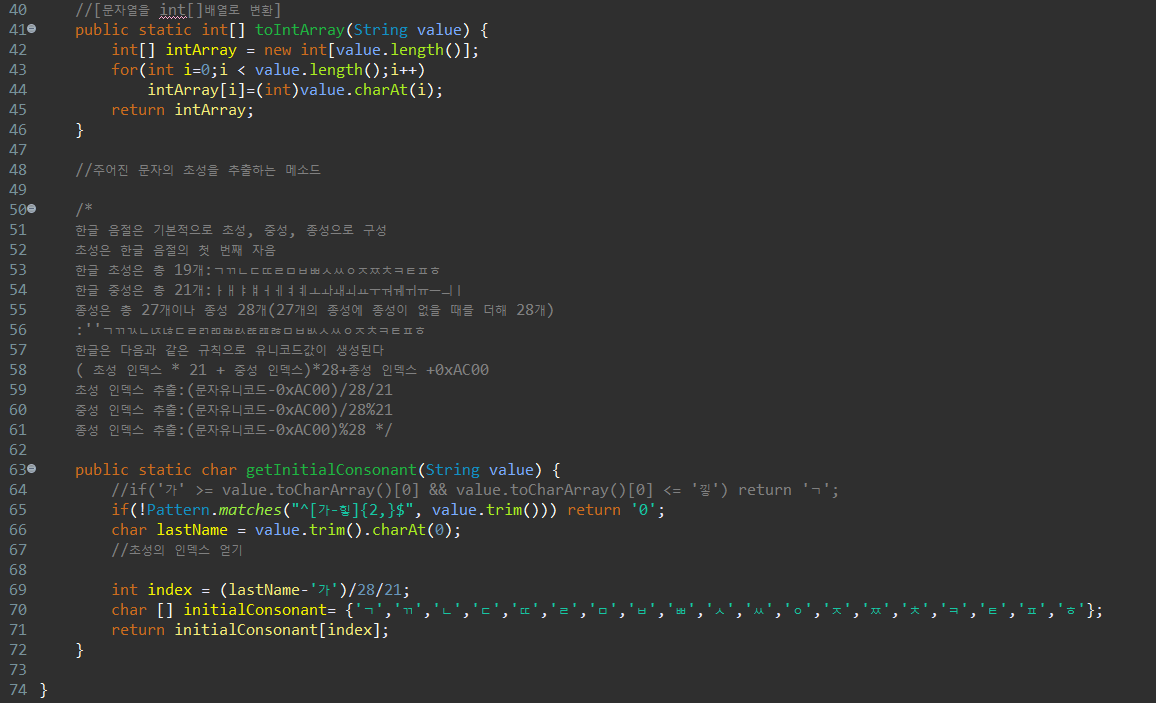 40 //[문자열을 int[]배열로 변환]
41 public static int[] toIntArray(String value) {
42 int[] intArray = new int[value.length()];
43 for(int i=0;i < value.length();i++)
44 intArray[i]=(int)value.charAt(i);
45 return intArray;
46 }
47
48 //주어진 문자의 초성을 추출하는 메소드
49
50 /*
51 한글 음절은 기본적으로 초성, 중성, 종성으로 구성
52 초성은 한글 음절의 첫 번째 자음
53 한글 초성은 총 19개:ㄱㄲㄴㄷㄸㄹㅁㅂㅃㅅㅆㅇㅈㅉㅊㅋㅌㅍㅎ
54 한글 중성은 총 21개:ㅏㅐㅑㅒㅓㅔㅕㅖㅗㅘㅙㅚㅛㅜㅝㅞㅟㅠㅡㅢㅣ
55 종성은 총 27개이나 종성 28개(27개의 종성에 종성이 없을 때를 더해 28개)
56 :''ㄱㄲㄳㄴㄵㄶㄷㄹㄺㄻㄼㄽㄾㄿㅀㅁㅂㅄㅅㅆㅇㅈㅊㅋㅌㅍㅎ
57 한글은 다음과 같은 규칙으로 유니코드값이 생성된다
58 ( 초성 인덱스 * 21 + 중성 인덱스)*28+종성 인덱스 +0xAC00
59 초성 인덱스 추출:(문자유니코드-0xAC00)/28/21
60 중성 인덱스 추출:(문자유니코드-0xAC00)/28%21
61 종성 인덱스 추출:(문자유니코드-0xAC00)%28 */
62
63 public static char getInitialConsonant(String value) {
64 //if('가' >= value.toCharArray()[0] && value.toCharArray()[0] <= '낗') return 'ㄱ';
65 if(!Pattern.matches("^[가-힣]{2,}$", value.trim())) return '0';
66 char lastName = value.trim().charAt(0);
67 //초성의 인덱스 얻기
68
69 int index = (lastName-'가')/28/21;
70 char [] initialConsonant= {'ㄱ','ㄲ','ㄴ','ㄷ','ㄸ','ㄹ','ㅁ','ㅂ','ㅃ','ㅅ','ㅆ','ㅇ','ㅈ','ㅉ','ㅊ','ㅋ','ㅌ','ㅍ','ㅎ'};
71 return initialConsonant[index];
72 }
73
74 }